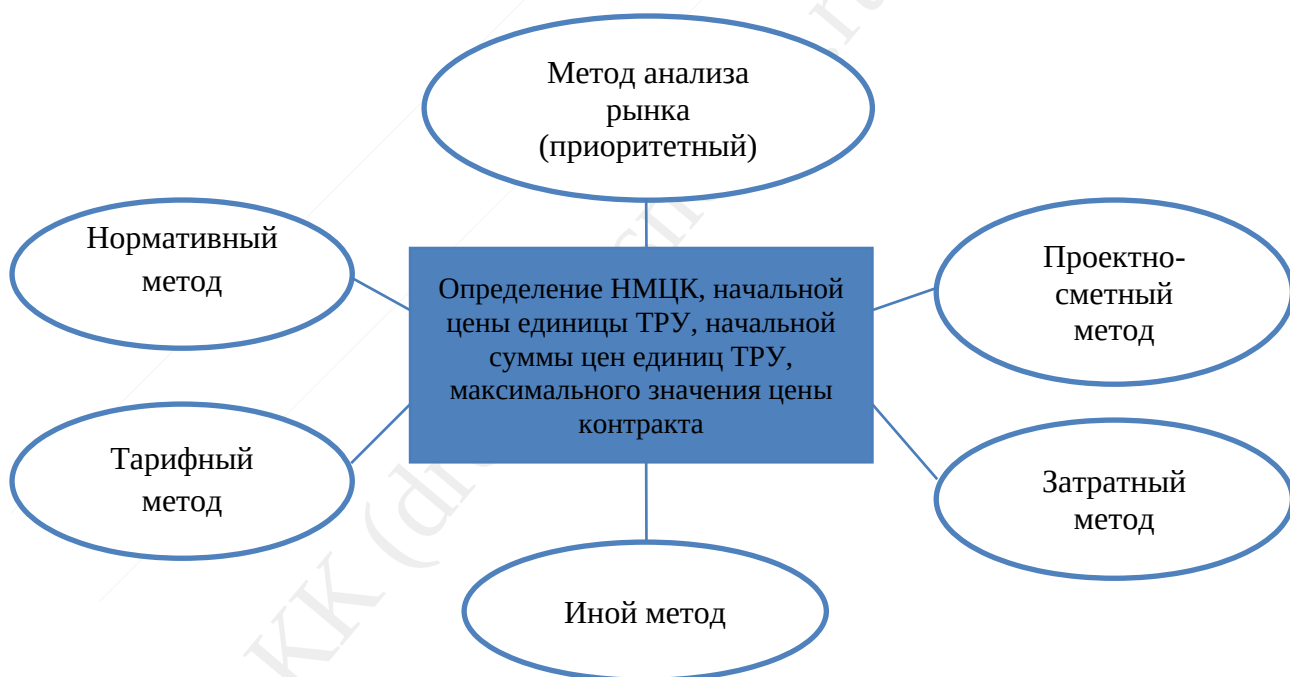 Метод анализа
рынка
(приоритетный)
Нормативный
метод
Определение НМЦК, начальной
цены единицы ТРУ, начальной
суммы цен единиц ТРУ,
максимального значения цены
контракта
Проектно-
сметный
метод
Тарифный
метод
Затратный
метод
Иной метод
КК (d